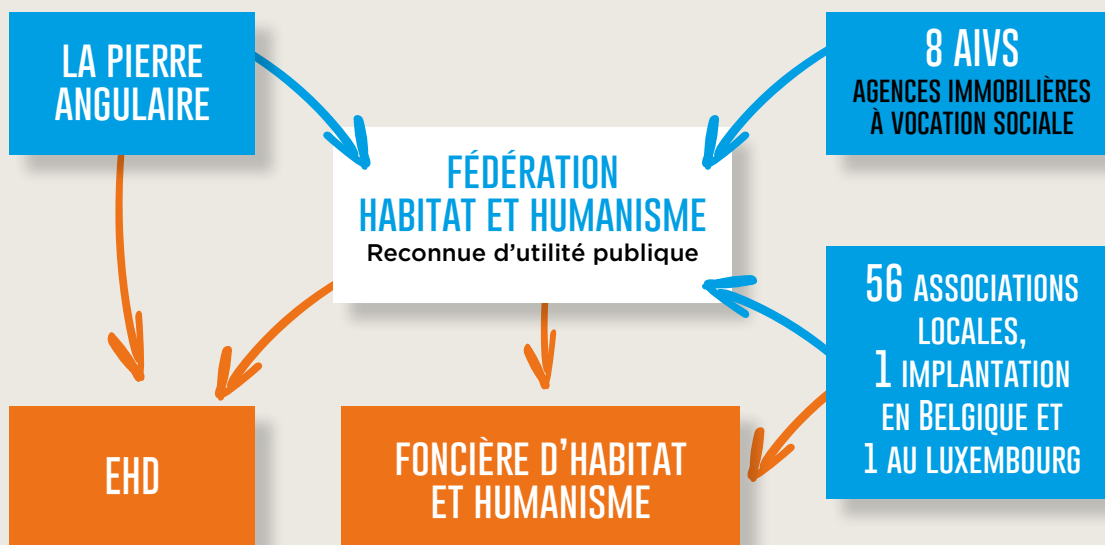 LA PIERRE
ANGULAIRE
8 AIVS
AGENCES IMMOBILIÈRES
À VOCATION SOCIALE
FÉDÉRATION
HABITAT ET HUMANISME
Reconnue d'utilité publique
56 ASSOCIATIONS
LOCALES,
1 IMPLANTATION
EN BELGIQUE ET
1 AU LUXEMBOURG
EHD
FONCIÈRE D'HABITAT
ET HUMANISME